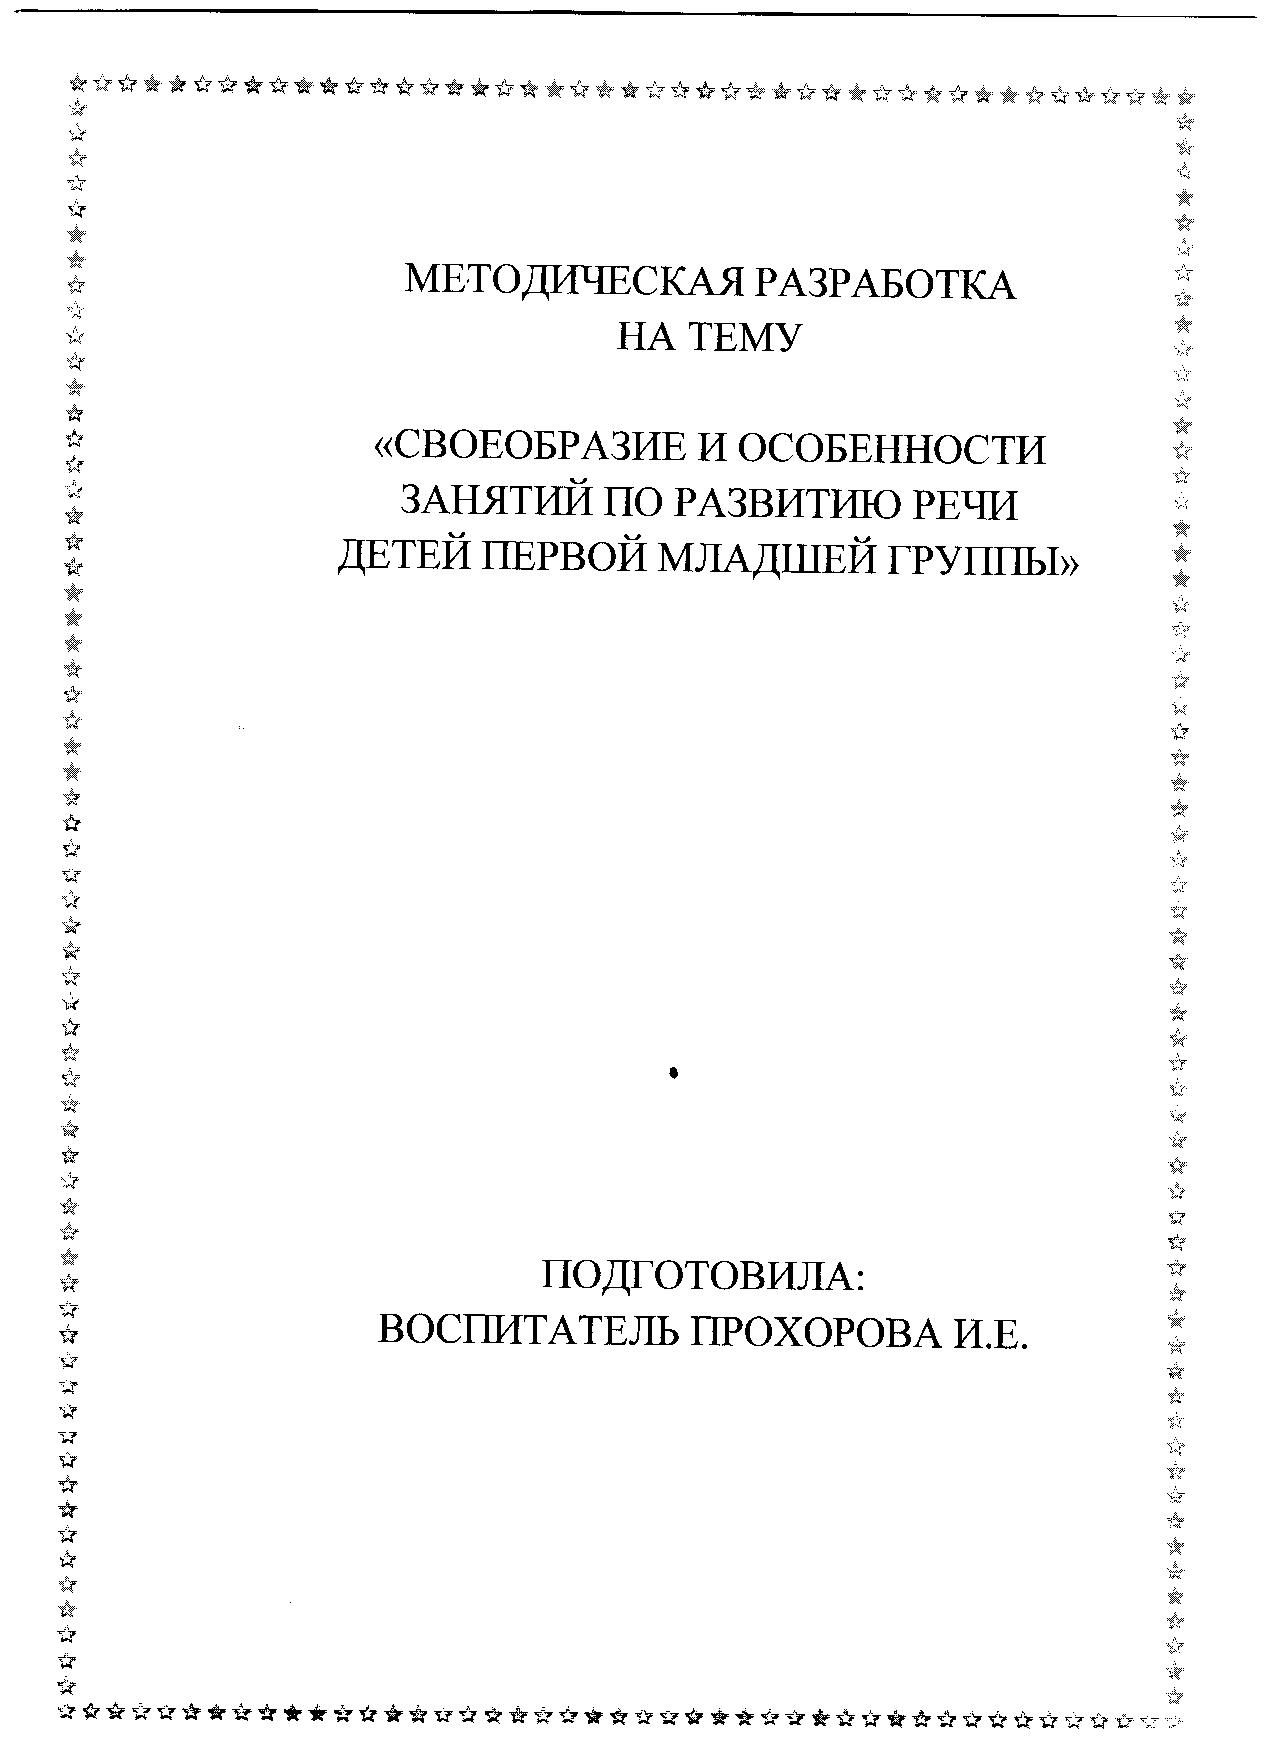 МЕТОДИЧЕСКАЯ РАЗРАБОТКА
НА ТЕМУ
«СВОЕОБРАЗИЕ И ОСОБЕННОСТИ
ЗАНЯТИЙ ПО РАЗВИТИЮ РЕЧИ
ДЕТЕЙ ПЕРВОЙ МЛАДШЕЙ ГРУППЫ»
ПОДГОТОВИЛА:
ВОСПИТАТЕЛЬ ПРОХОРОВА И.Е.